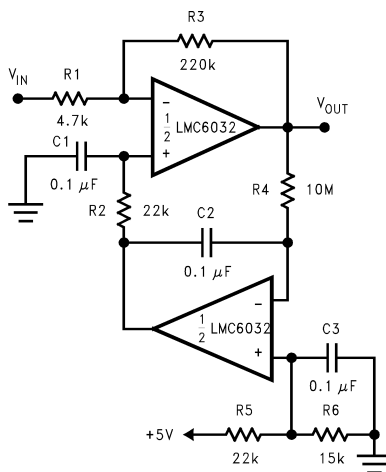 R3
220k
V_IN
R1
4.7k
−
½ LMC6032
+
V_OUT
C1
0.1 μF
R2
22k
R4
10M
C2
0.1 μF
−
½ LMC6032
+
C3
0.1 μF
+5V
R5
22k
R6
15k